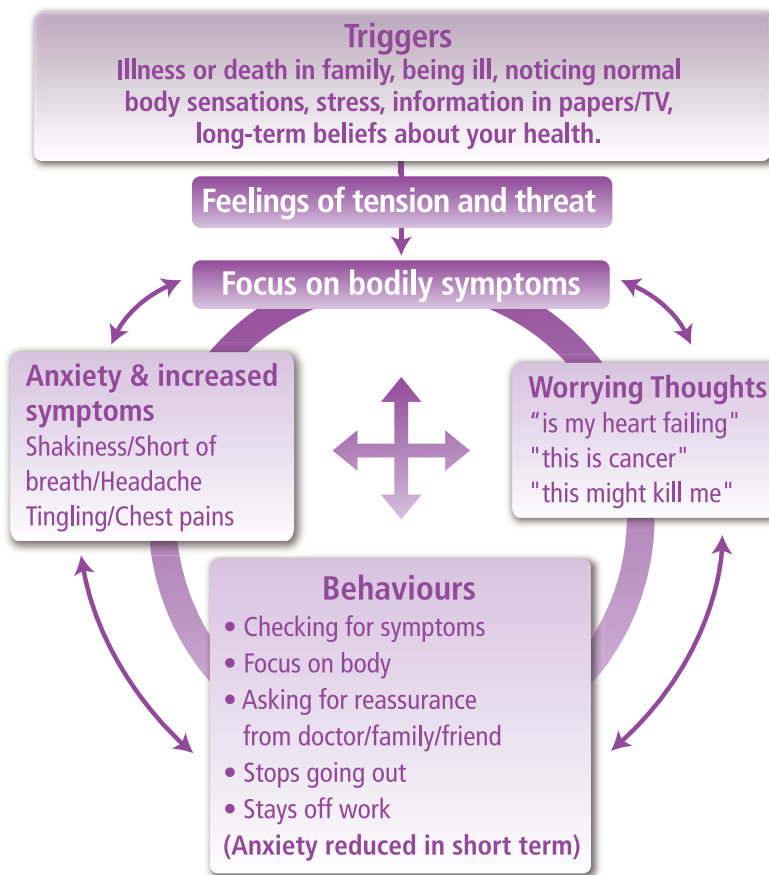 Triggers
Illness or death in family, being ill, noticing normal
body sensations, stress, information in papers/TV,
long-term beliefs about your health.
Feelings of tension and threat
Focus on bodily symptoms
Anxiety & increased
symptoms
Shakiness/Short of
breath/Headache
Tingling/Chest pains
Worrying Thoughts
“is my heart failing"
"this is cancer"
"this might kill me"
Behaviours
• Checking for symptoms
• Focus on body
• Asking for reassurance
from doctor/family/friend
• Stops going out
• Stays off work
(Anxiety reduced in short term)